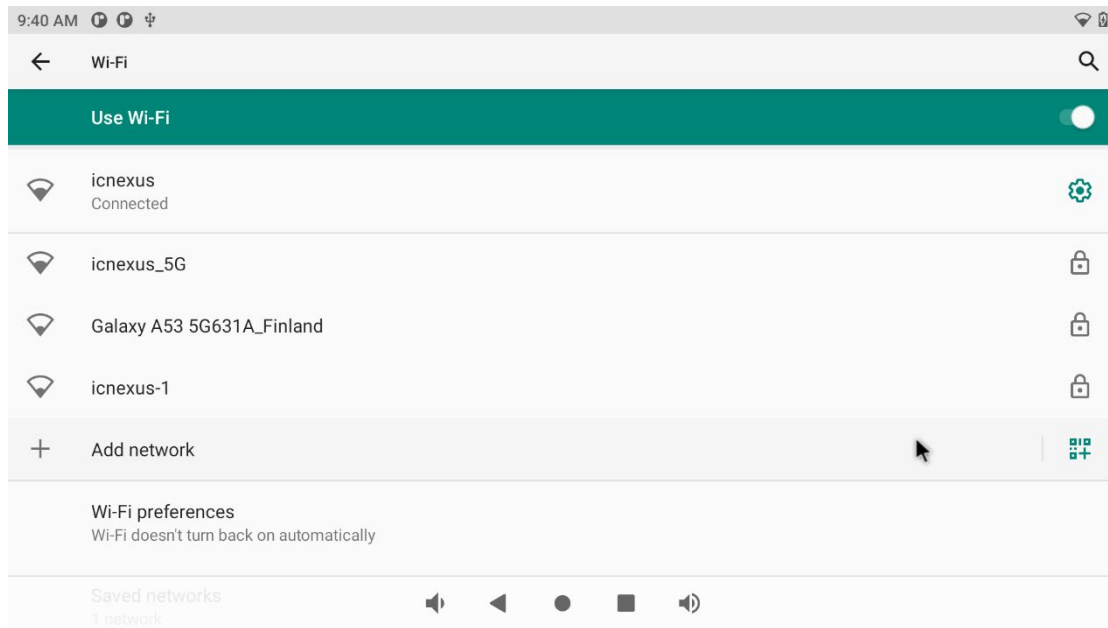 9:40 AM
Wi-Fi
Use Wi-Fi
icnexus
Connected
icnexus_5G
Galaxy A53 5G631A_Finland
icnexus-1
Add network
Wi-Fi preferences
Wi-Fi doesn't turn back on automatically
Saved networks
1 network